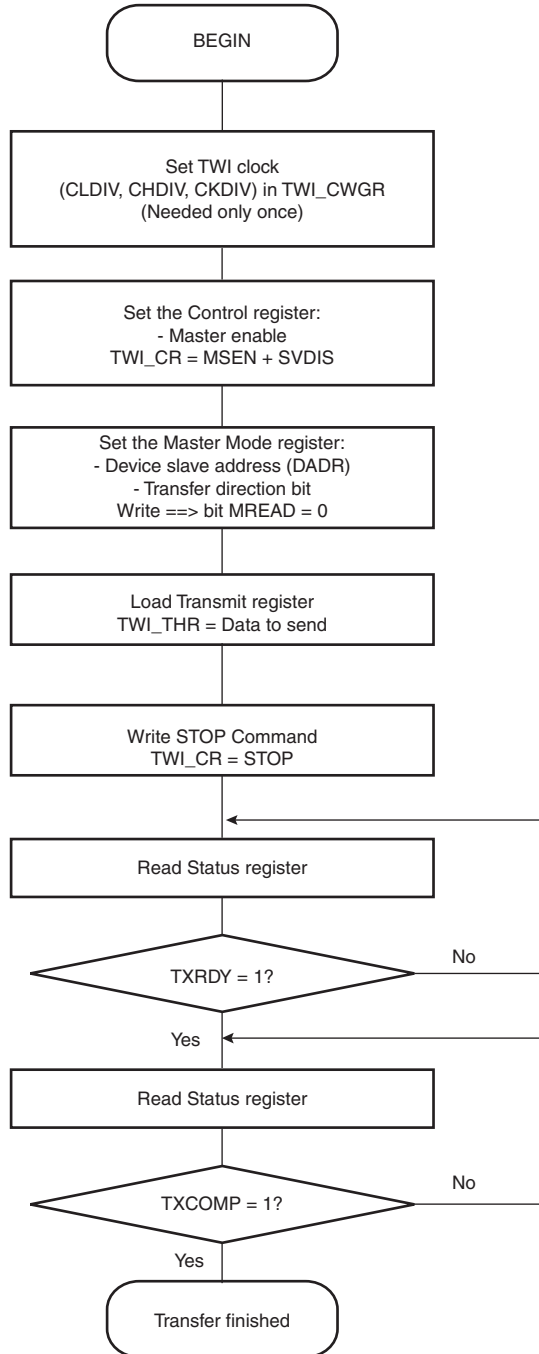 BEGIN
Set TWI clock
(CLDIV, CHDIV, CKDIV) in TWI_CWGR
(Needed only once)
Set the Control register:
- Master enable
TWI_CR = MSEN + SVDIS
Set the Master Mode register:
- Device slave address (DADR)
- Transfer direction bit
Write ==> bit MREAD = 0
Load Transmit register
TWI_THR = Data to send
Write STOP Command
TWI_CR = STOP
Read Status register
TXRDY = 1?
No
Yes
Read Status register
TXCOMP = 1?
No
Yes
Transfer finished